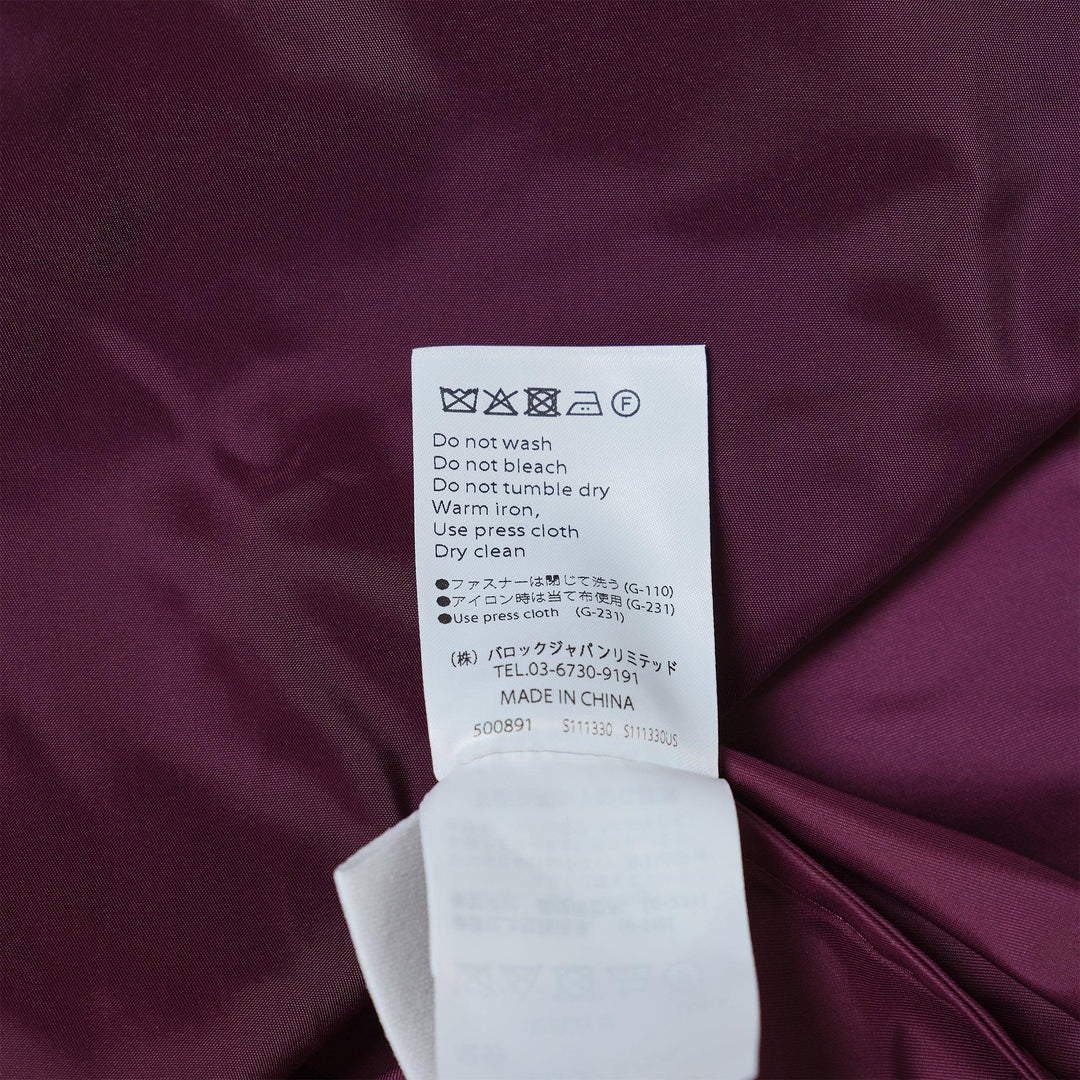 F
Do not wash
Do not bleach
Do not tumble dry
Warm iron,
Use press cloth
Dry clean
●ファスナーは閉じて洗う (G-110)
●アイロン時は当て布使用 (G-231)
●Use press cloth (G-231)
(株) バロックジャパンリミテッド
TEL.03-6730-9191
MADE IN CHINA
500891 S111330 S111330US